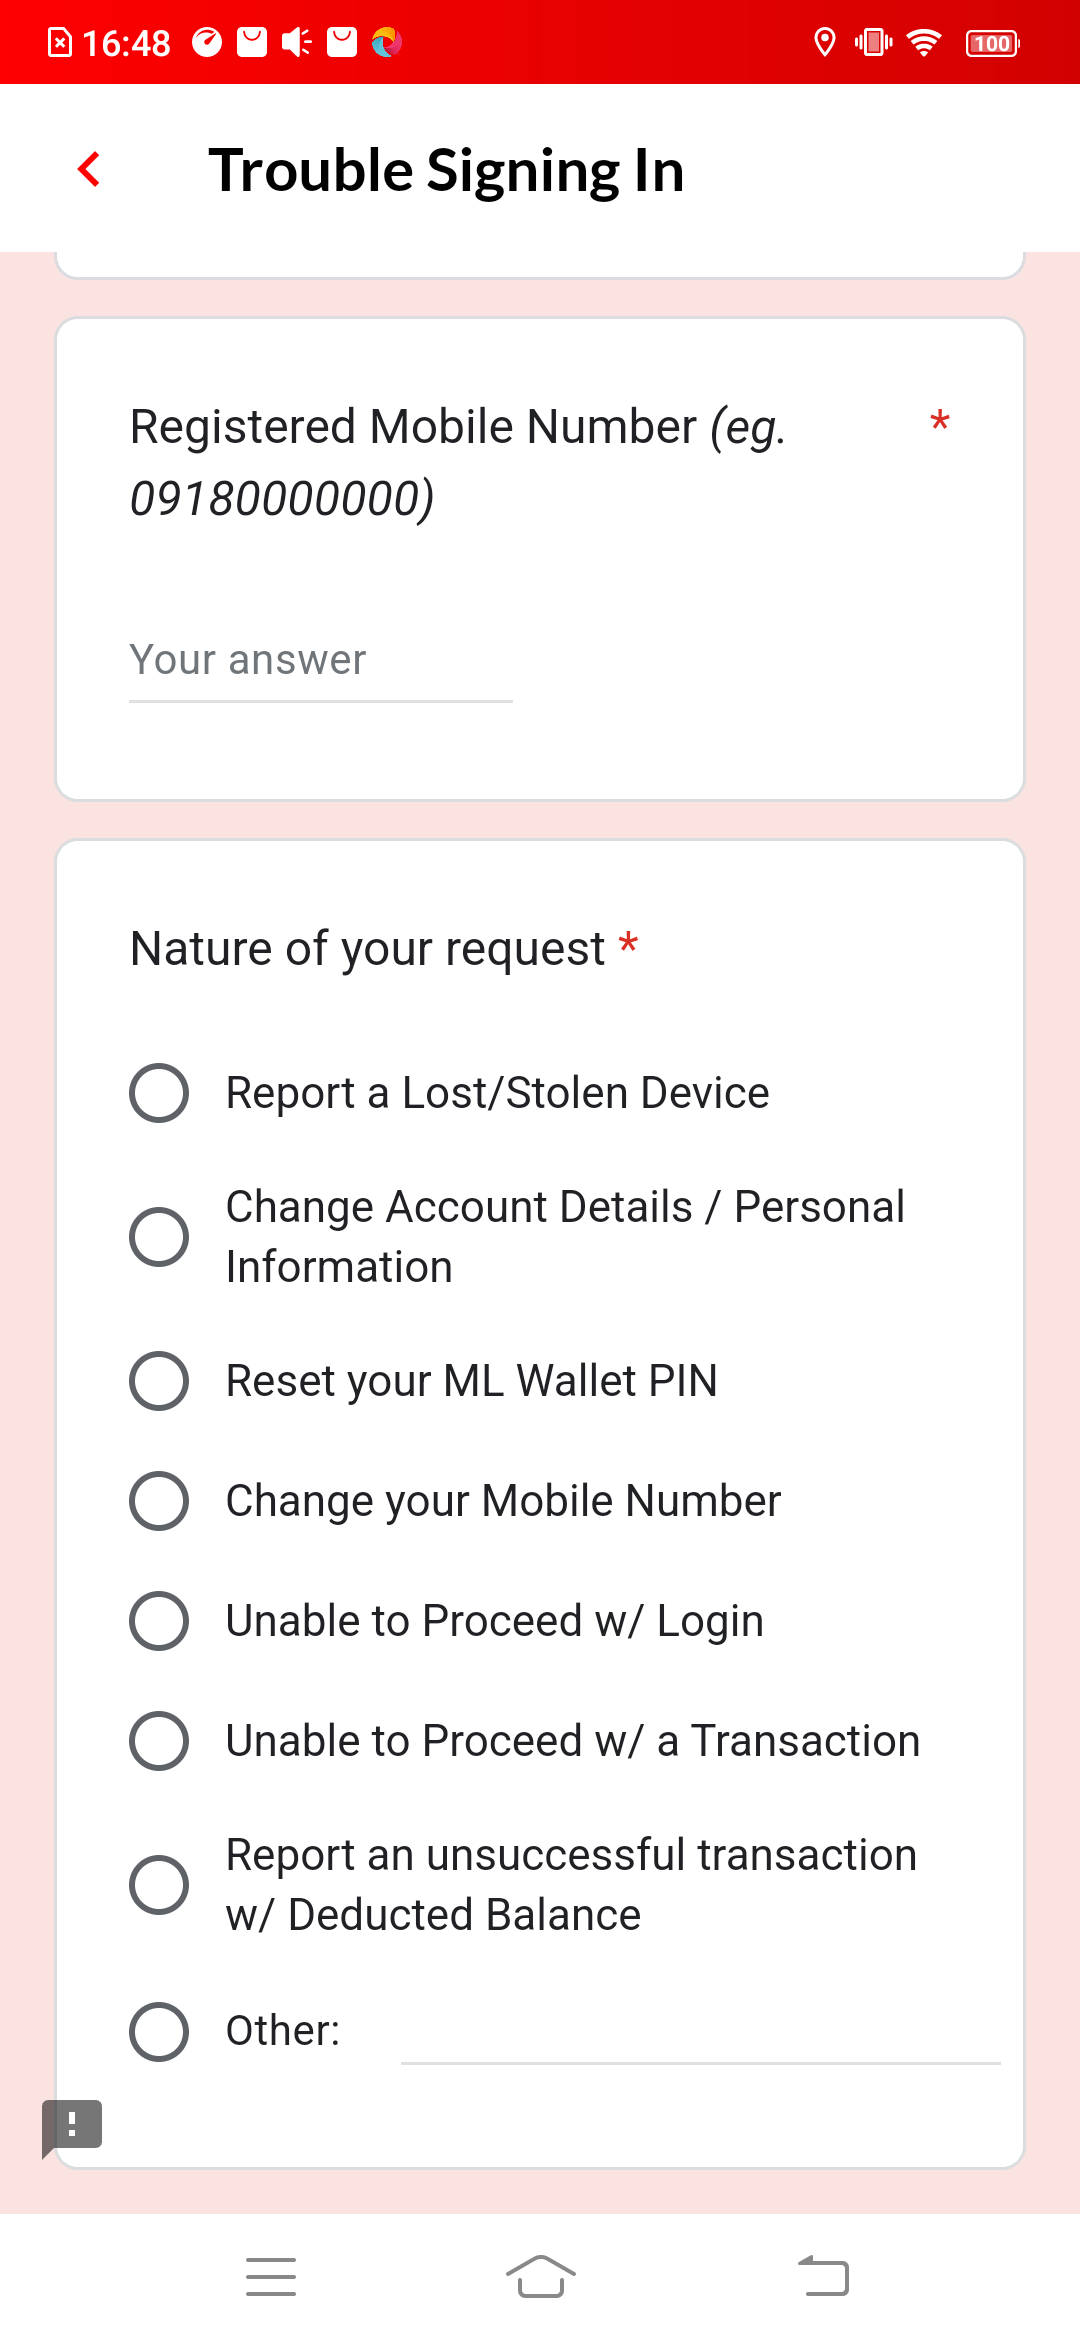 16:48
100
Trouble Signing In
Registered Mobile Number (eg. *
09180000000)
Your answer
Nature of your request *
Report a Lost/Stolen Device
Change Account Details / Personal
Information
Reset your ML Wallet PIN
Change your Mobile Number
Unable to Proceed w/ Login
Unable to Proceed w/ a Transaction
Report an unsuccessful transaction
w/ Deducted Balance
Other: